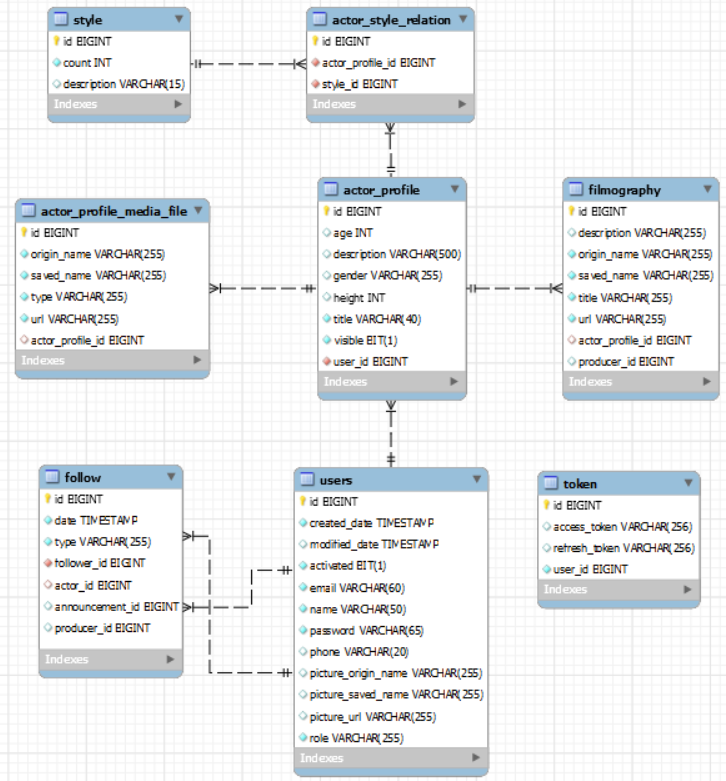 style
id BIGINT
count INT
description VARCHAR(15)
Indexes
actor_style_relation
id BIGINT
actor_profile_id BIGINT
style_id BIGINT
Indexes
actor_profile_media_file
id BIGINT
origin_name VARCHAR(255)
saved_name VARCHAR(255)
type VARCHAR(255)
url VARCHAR(255)
actor_profile_id BIGINT
Indexes
actor_profile
id BIGINT
age INT
description VARCHAR(500)
gender VARCHAR(255)
height INT
title VARCHAR(40)
visible BIT(1)
user_id BIGINT
Indexes
filmography
id BIGINT
description VARCHAR(255)
origin_name VARCHAR(255)
saved_name VARCHAR(255)
title VARCHAR(255)
url VARCHAR(255)
actor_profile_id BIGINT
producer_id BIGINT
Indexes
follow
id BIGINT
date TIMESTAMP
type VARCHAR(255)
follower_id BIGINT
actor_id BIGINT
announcement_id BIGINT
producer_id BIGINT
Indexes
users
id BIGINT
created_date TIMESTAMP
modified_date TIMESTAMP
activated BIT(1)
email VARCHAR(60)
name VARCHAR(50)
password VARCHAR(65)
phone VARCHAR(20)
picture_origin_name VARCHAR(255)
picture_saved_name VARCHAR(255)
picture_url VARCHAR(255)
role VARCHAR(255)
Indexes
token
id BIGINT
access_token VARCHAR(256)
refresh_token VARCHAR(256)
user_id BIGINT
Indexes